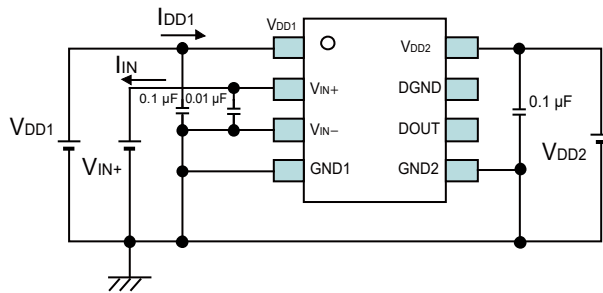 IDD1
VDD1
VDD2
IIN
VIN+
DGND
0.1 µF
0.01 µF
0.1 µF
VDD1
VIN−
DOUT
VIN+
GND1
GND2
VDD2